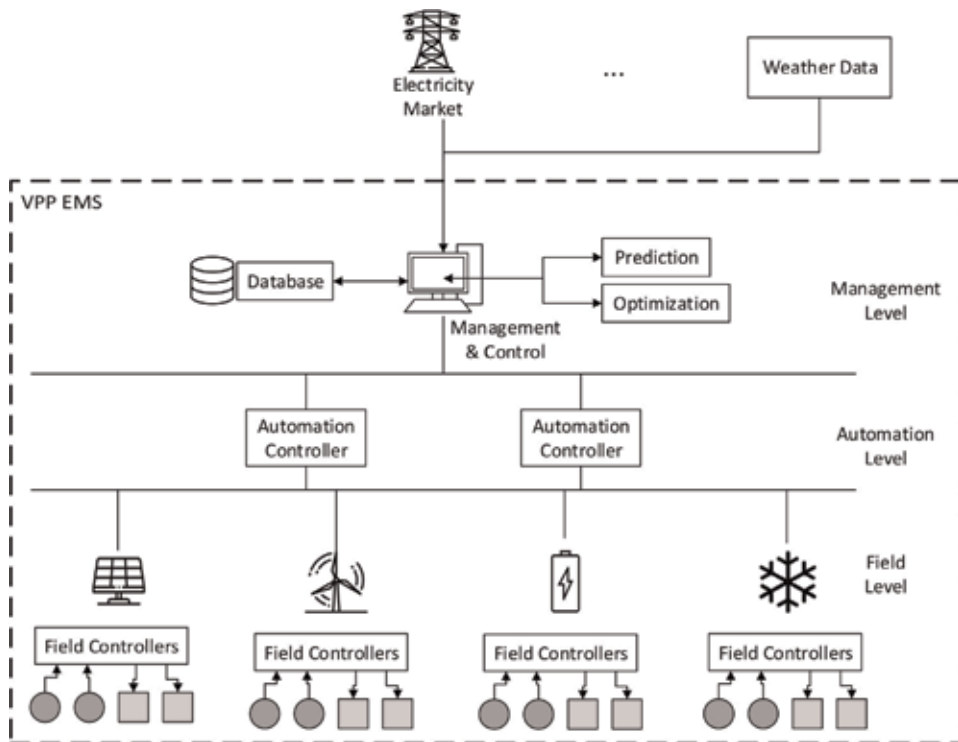 Electricity
Market
...
Weather Data
VPP EMS
Database
Prediction
Optimization
Management
& Control
Management
Level
Automation
Controller
Automation
Controller
Automation
Level
Field
Level
Field Controllers
Field Controllers
Field Controllers
Field Controllers